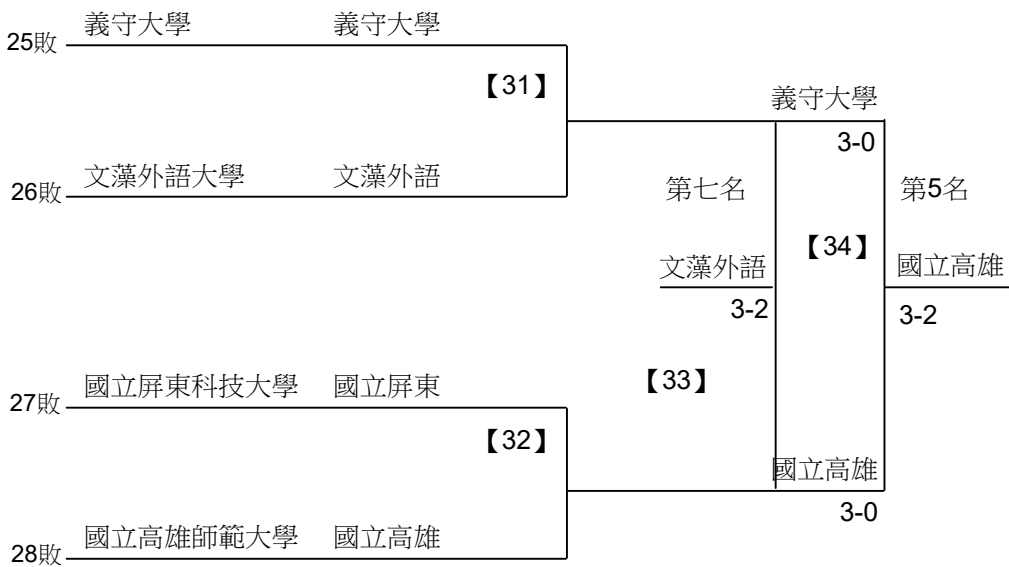 25敗 義守大學 義守大學
【31】
義守大學
3-0
26敗 文藻外語大學 文藻外語
第七名 第5名
【34】
文藻外語 國立高雄
3-2 3-2
【33】
27敗 國立屏東科技大學 國立屏東
【32】
國立高雄
3-0
28敗 國立高雄師範大學 國立高雄